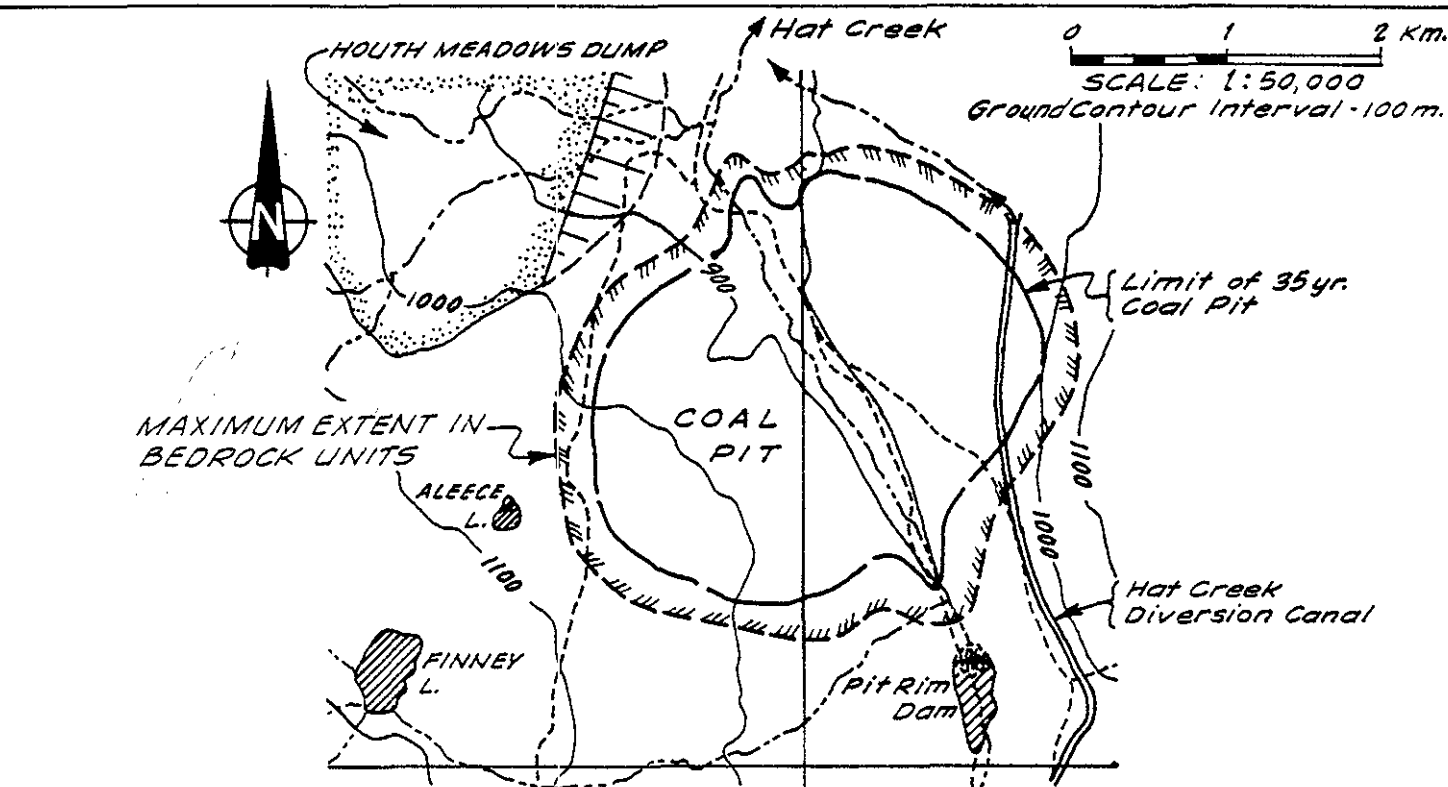 HOUTH MEADOWS DUMP
Hat Creek
0 1 2 Km.
SCALE: 1:50,000
Ground Contour Interval - 100 m.
N
1000
900
Limit of 35 yr.
Coal Pit
MAXIMUM EXTENT IN
BEDROCK UNITS
COAL
PIT
ALEECE
L.
1100
1100
1000
Hat Creek
Diversion Canal
FINNEY
L.
Pit Rim
Dam